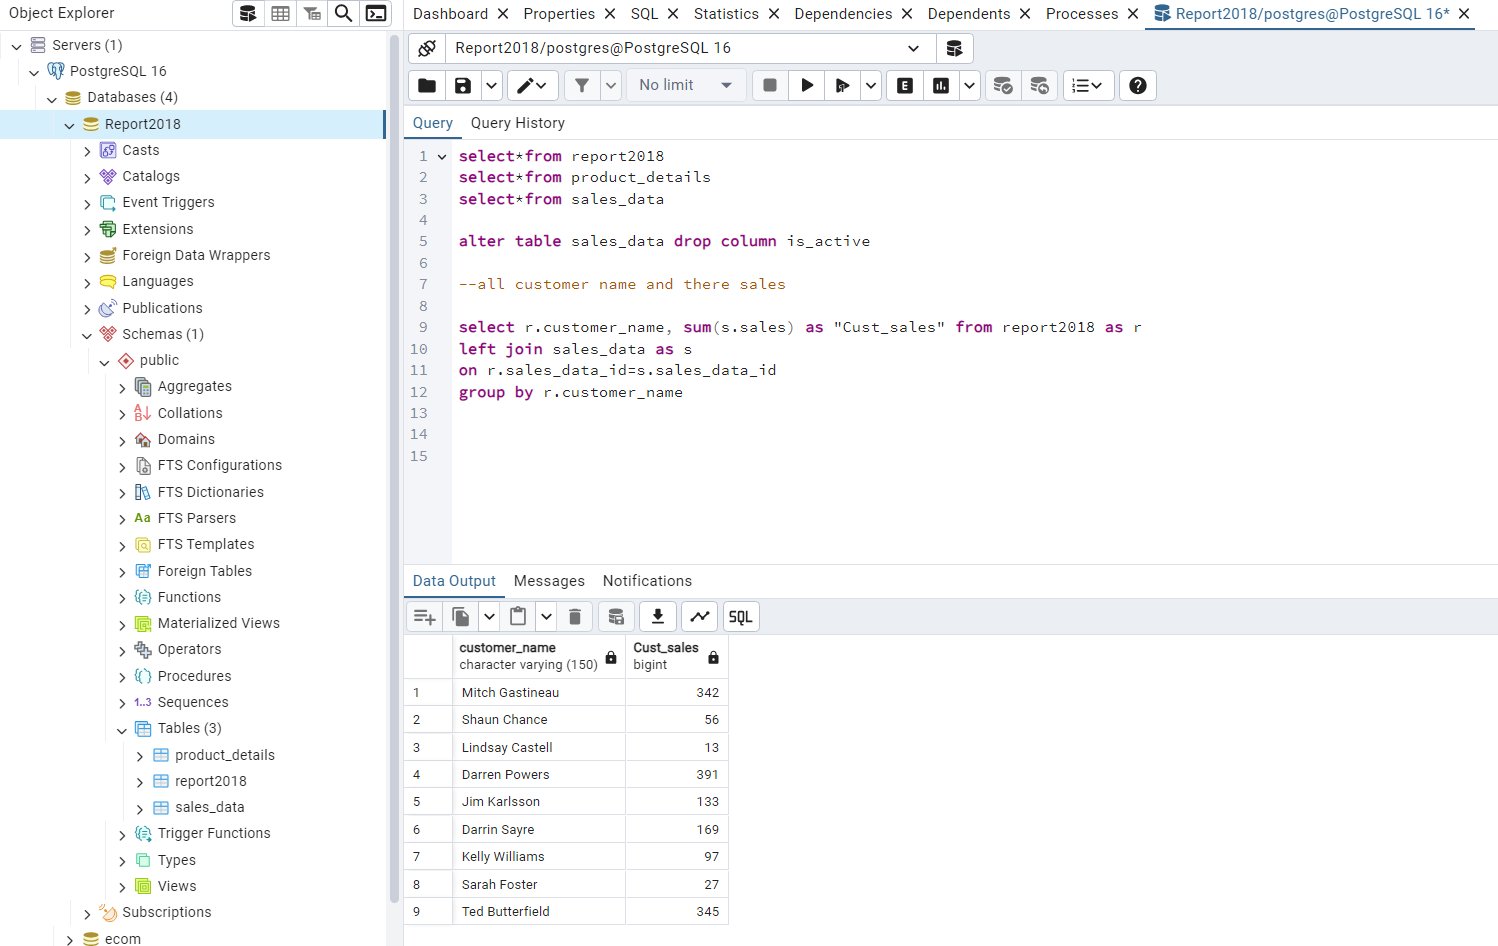 Object Explorer
Servers (1)
PostgreSQL 16
Databases (4)
Report2018
Casts
Catalogs
Event Triggers
Extensions
Foreign Data Wrappers
Languages
Publications
Schemas (1)
public
Aggregates
Collations
Domains
FTS Configurations
FTS Dictionaries
Aa FTS Parsers
FTS Templates
Foreign Tables
Functions
Materialized Views
Operators
Procedures
1..3 Sequences
Tables (3)
product_details
report2018
sales_data
Trigger Functions
Types
Views
Subscriptions
ecom
Dashboard Properties SQL Statistics Dependencies Dependents Processes Report2018/postgres@PostgreSQL 16*
Report2018/postgres@PostgreSQL 16
No limit
E
Query Query History
1 select*from report2018
2 select*from product_details
3 select*from sales_data
4
5 alter table sales_data drop column is_active
6
7 --all customer name and there sales
8
9 select r.customer_name, sum(s.sales) as "Cust_sales" from report2018 as r
10 left join sales_data as s
11 on r.sales_data_id=s.sales_data_id
12 group by r.customer_name
13
14
15
Data Output Messages Notifications
SQL
customer_name Cust_sales
character varying (150) bigint
1 Mitch Gastineau 342
2 Shaun Chance 56
3 Lindsay Castell 13
4 Darren Powers 391
5 Jim Karlsson 133
6 Darrin Sayre 169
7 Kelly Williams 97
8 Sarah Foster 27
9 Ted Butterfield 345